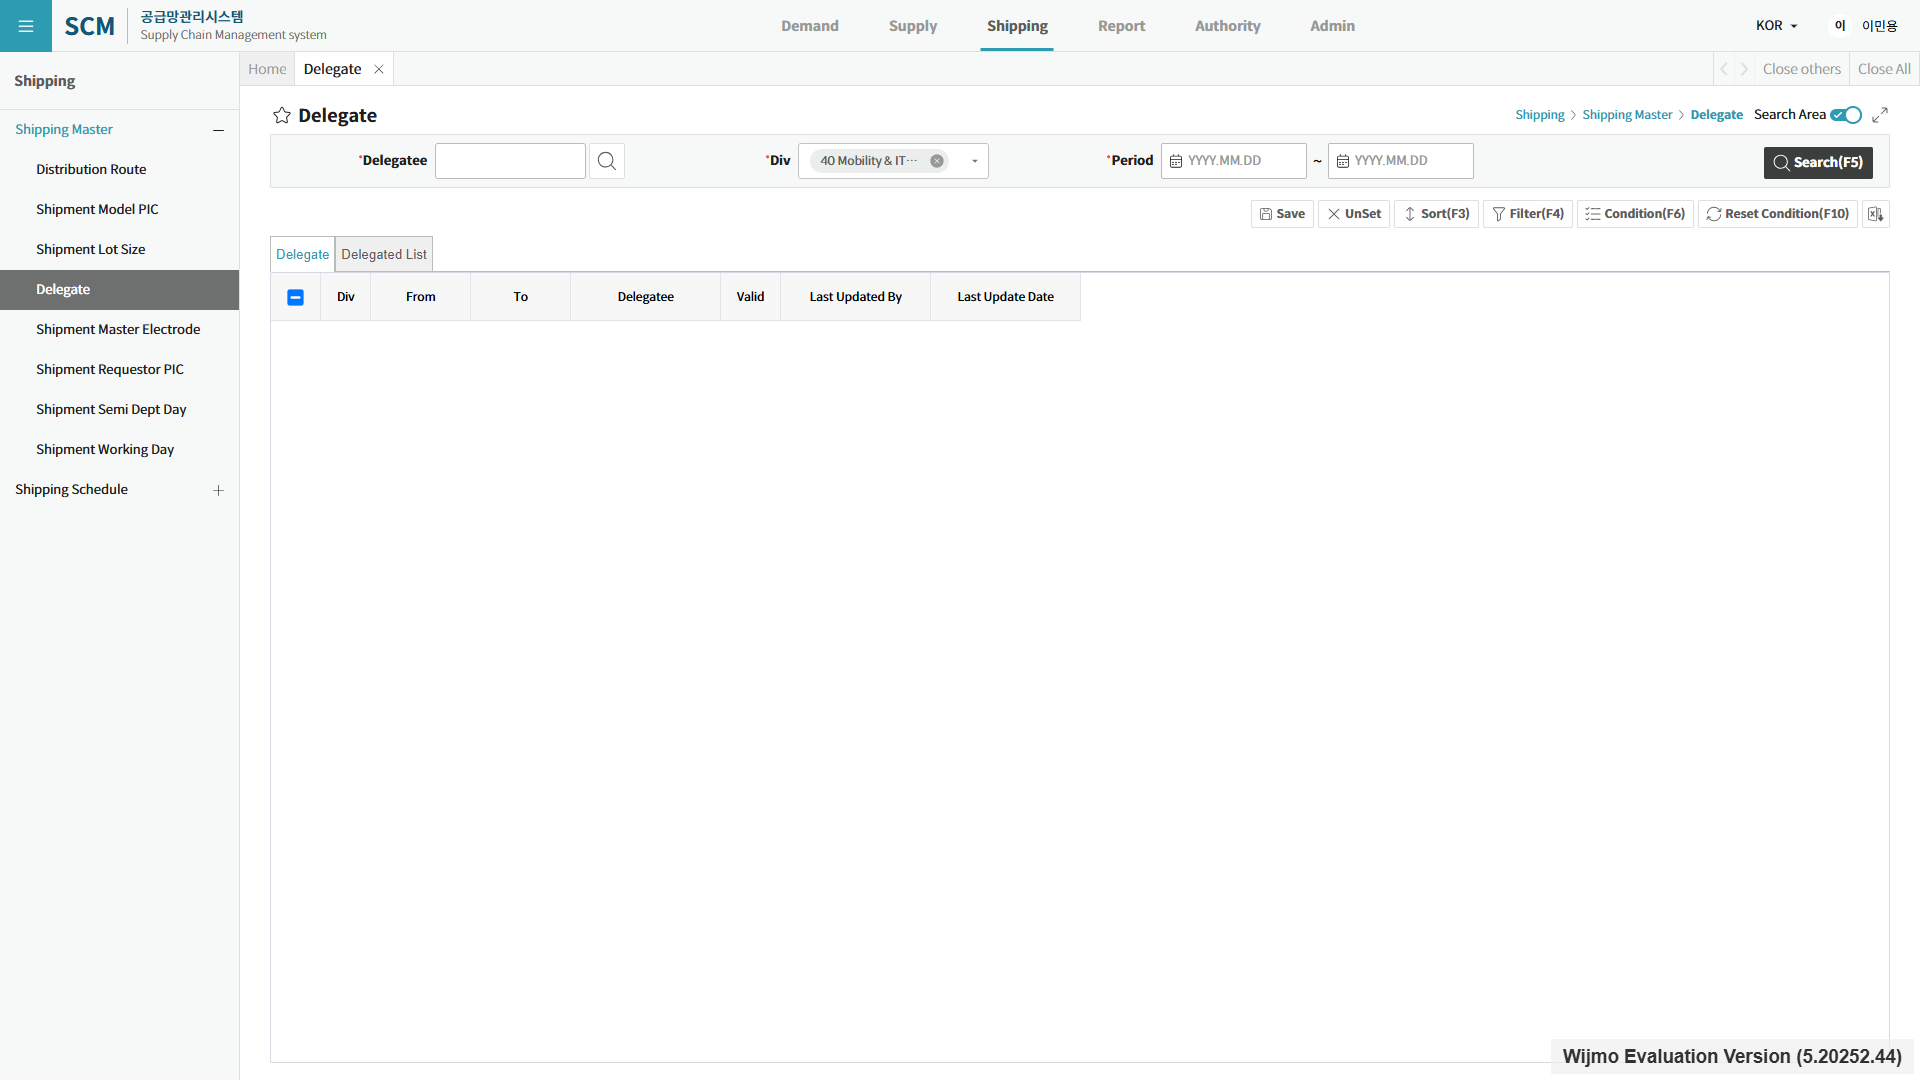 SCM
공급망관리시스템
Supply Chain Management system
Demand
Supply
Shipping
Report
Authority
Admin
KOR
이
이민용
Shipping
Home
Delegate
Close others
Close All
Shipping Master
Distribution Route
Shipment Model PIC
Shipment Lot Size
Delegate
Shipment Master Electrode
Shipment Requestor PIC
Shipment Semi Dept Day
Shipment Working Day
Shipping Schedule
Delegate
Shipping > Shipping Master > Delegate
Search Area
*Delegatee
*Div
40 Mobility & IT···
*Period
YYYY.MM.DD
~
YYYY.MM.DD
Search(F5)
Save
UnSet
Sort(F3)
Filter(F4)
Condition(F6)
Reset Condition(F10)
Delegate
Delegated List
Div
From
To
Delegatee
Valid
Last Updated By
Last Update Date
Wijmo Evaluation Version (5.20252.44)